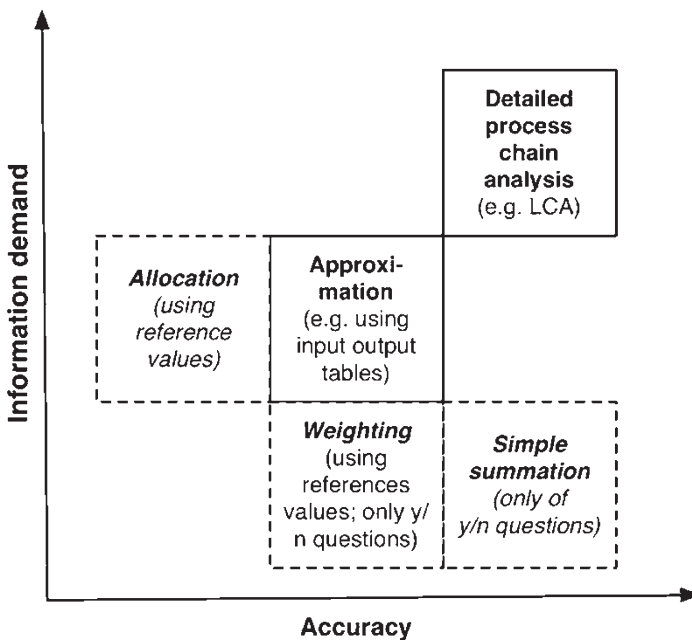 Information demand
Detailed
process
chain
analysis
(e.g. LCA)
Allocation
(using
reference
values)
Approxi-
mation
(e.g. using
input output
tables)
Weighting
(using
references
values; only y/
n questions)
Simple
summation
(only of
y/n questions)
Accuracy